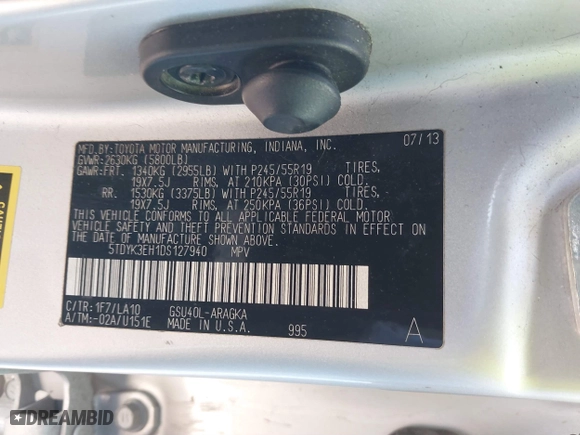 MFD.BY:TOYOTA MOTOR MANUFACTURING, INDIANA, INC. 07/13
GVWR:2630KG (5800LB)
GAWR:FRT. 1340KG (2955LB) WITH P245/55R19 TIRES,
19X7.5J RIMS, AT 210KPA (30PSI) COLD.
RR. 1530KG (3375LB) WITH P245/55R19 TIRES,
19X7.5J RIMS, AT 250KPA (36PSI) COLD.
THIS VEHICLE CONFORMS TO ALL APPLICABLE FEDERAL MOTOR
VEHICLE SAFETY AND THEFT PREVENTION STANDARDS IN EFFECT ON
THE DATE OF MANUFACTURE SHOWN ABOVE.
5TDYK3EH1DS127940 MPV
C/TR:1F7/LA10 GSU40L-ARAGKA
A/TM:-02A/U151E MADE IN U.S.A. 995 A
DREAMBID